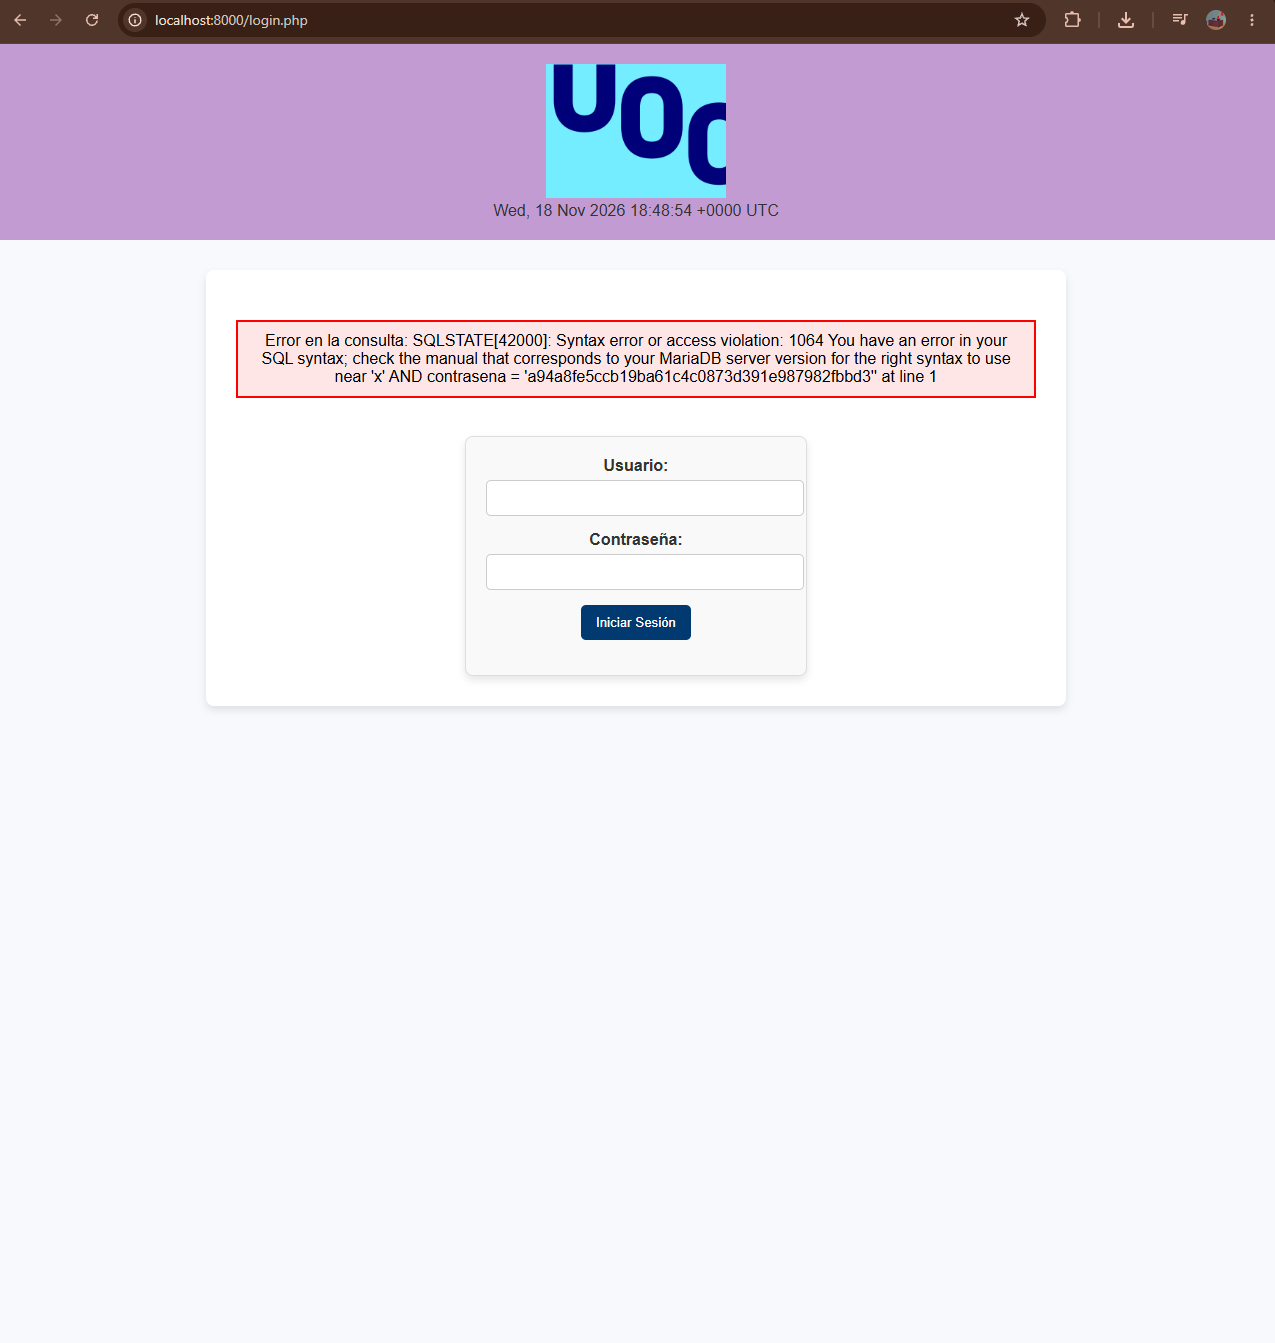 localhost:8000/login.php
UOC
Wed, 18 Nov 2026 18:48:54 +0000 UTC
Error en la consulta: SQLSTATE[42000]: Syntax error or access violation: 1064 You have an error in your
SQL syntax; check the manual that corresponds to your MariaDB server version for the right syntax to use
near 'x' AND contrasena = 'a94a8fe5ccb19ba61c4c0873d391e987982fbbd3'' at line 1
Usuario:
Contraseña:
Iniciar Sesión